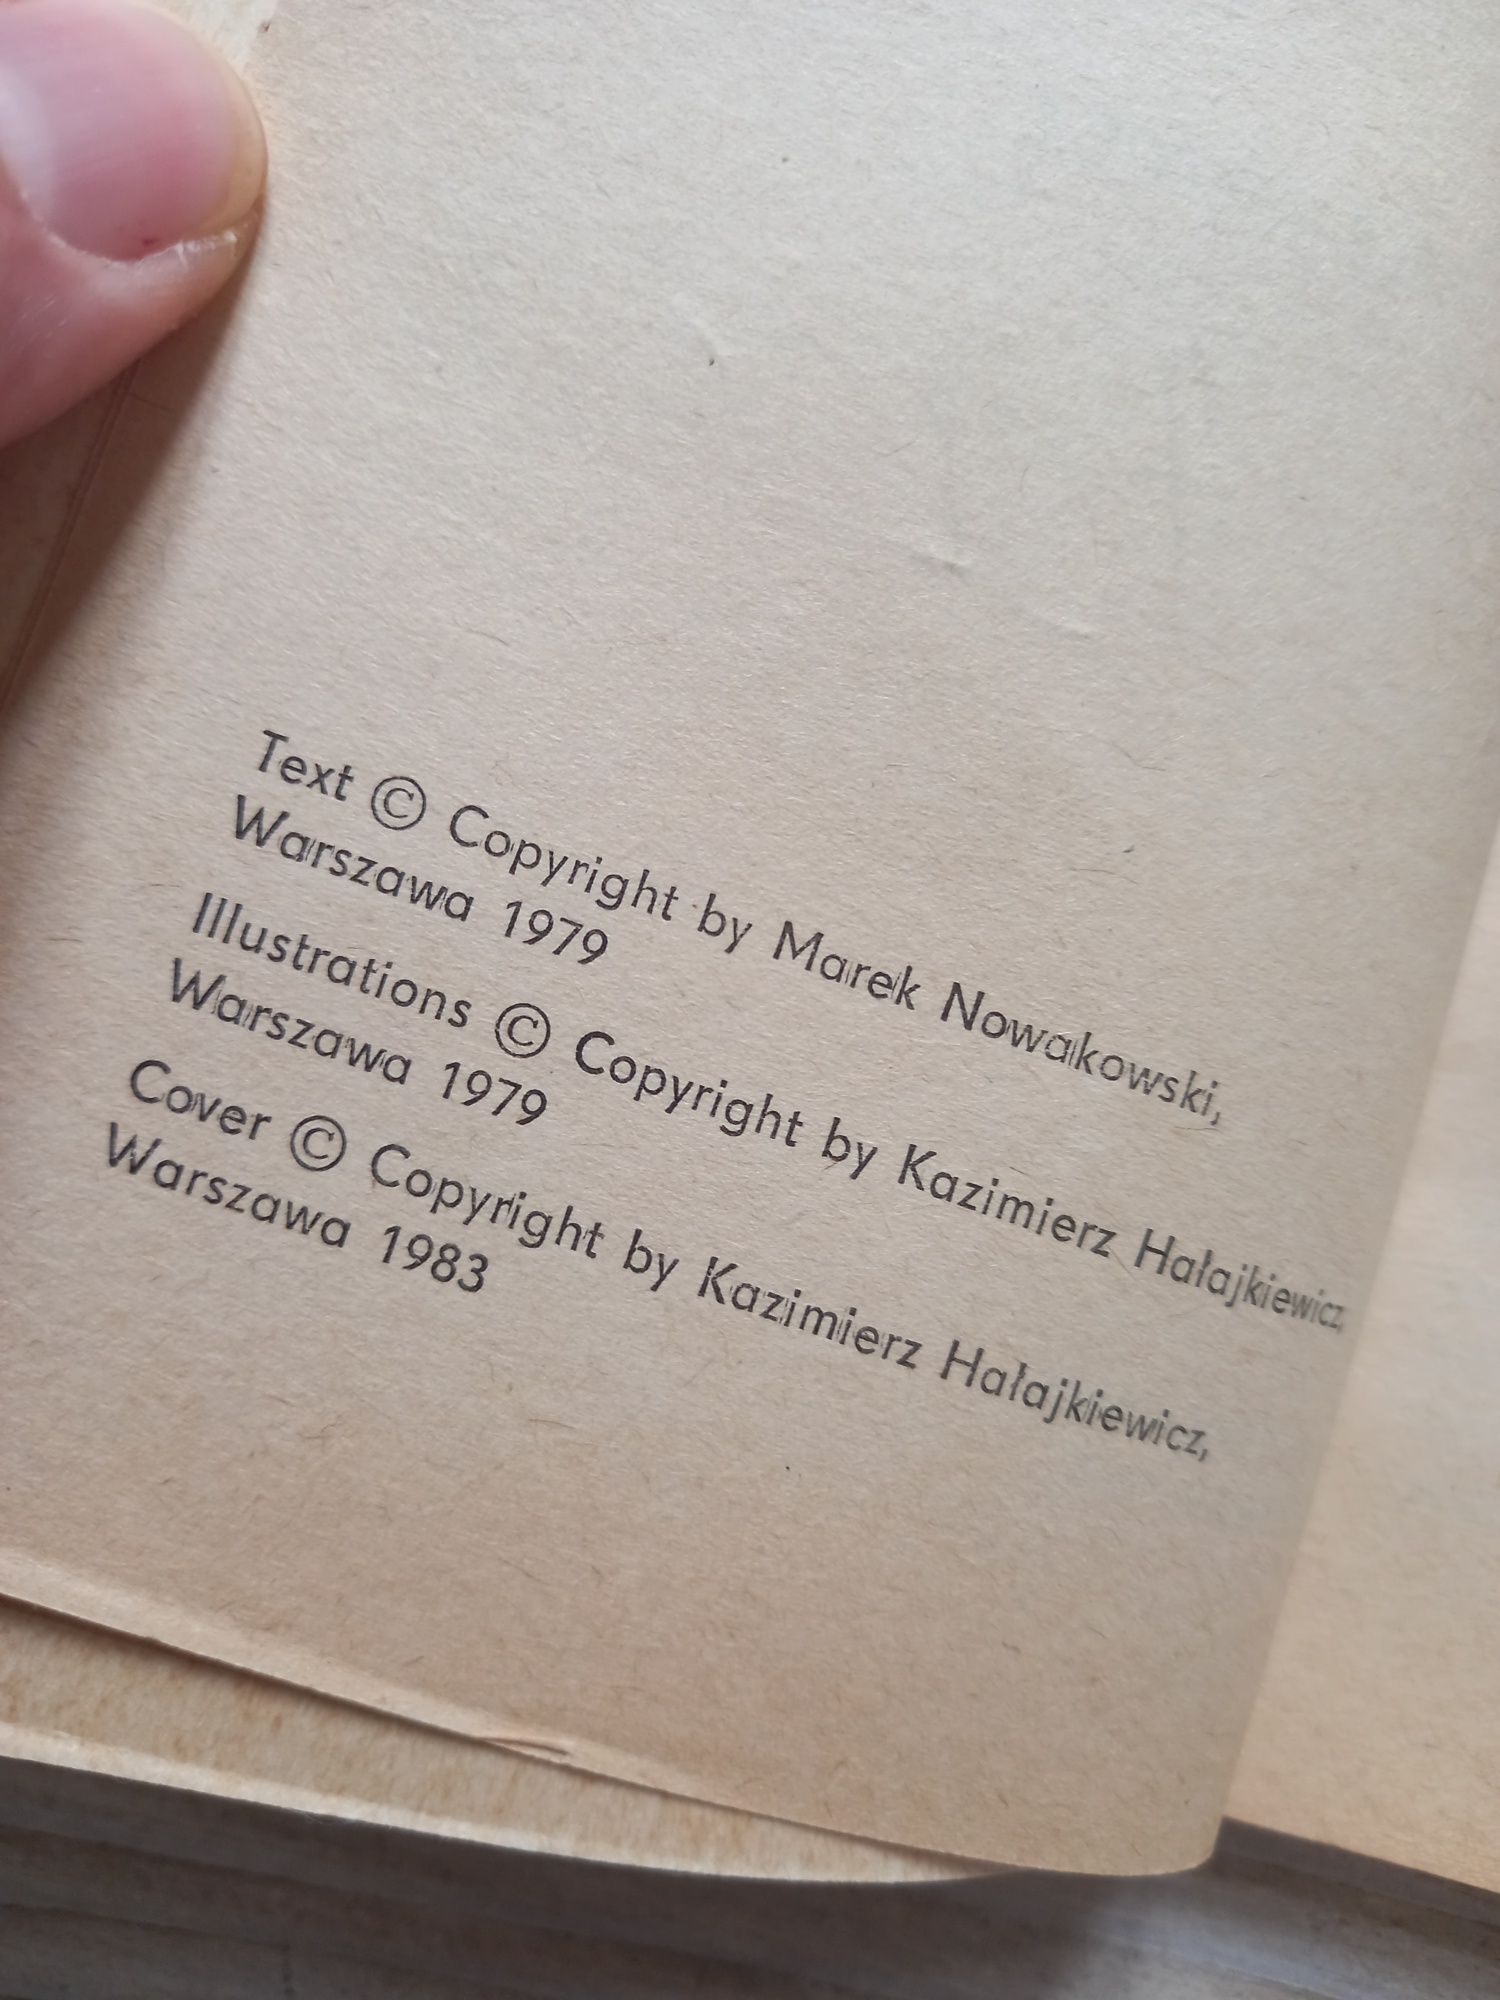 Text © Copyright by Marek Nowakowski,
Warszawa 1979
Illustrations © Copyright by Kazimierz Hałajkiewicz,
Warszawa 1979
Cover © Copyright by Kazimierz Hałajkiewicz,
Warszawa 1983